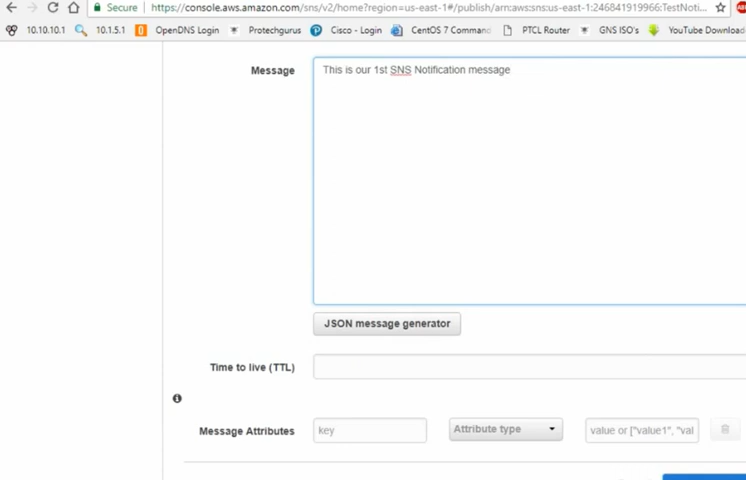 Secure https://console.aws.amazon.com/sns/v2/home?region=us-east-1#/publish/arn:aws:sns:us-east-1:246841919966:TestNoti...
10.10.10.1 10.1.5.1 OpenDNS Login Protechgurus Cisco - Login CentOS 7 Command PTCL Router GNS ISO's YouTube Download
Message
This is our 1st SNS Notification message
JSON message generator
Time to live (TTL)
Message Attributes key Attribute type value or ["value1", "val